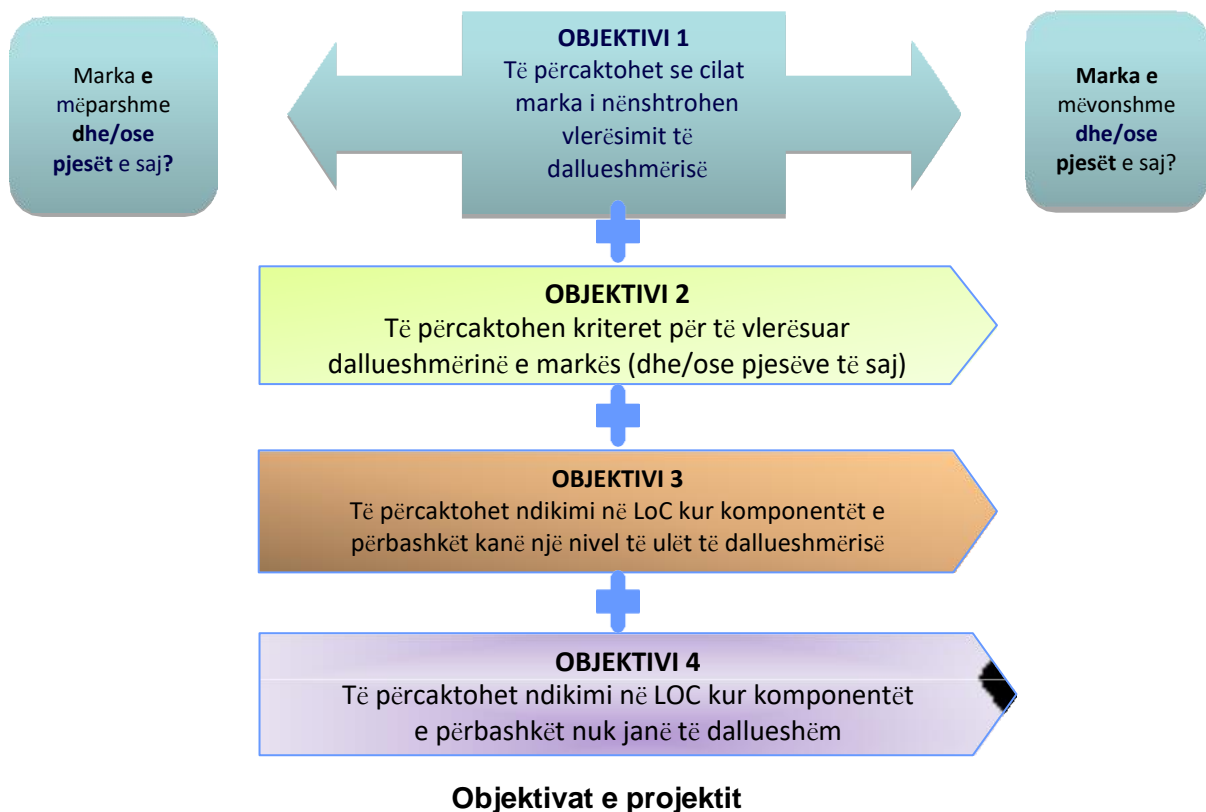 Marka e
mëparshme
dhe/ose
pjesët e saj?
OBJEKTIVI 1
Të përcaktohet se cilat
marka i nënshtrohen
vlerësimit të
dallueshmërisë
Marka e
mëvonshme
dhe/ose
pjesët e saj?
OBJEKTIVI 2
Të përcaktohen kriteret për të vlerësuar
dallueshmërinë e markës (dhe/ose pjesëve të saj)
OBJEKTIVI 3
Të përcaktohet ndikimi në LoC kur komponentët e
përbashkët kanë një nivel të ulët të dallueshmërisë
OBJEKTIVI 4
Të përcaktohet ndikimi në LOC kur komponentët
e përbashkët nuk janë të dallueshëm
Objektivat e projektit